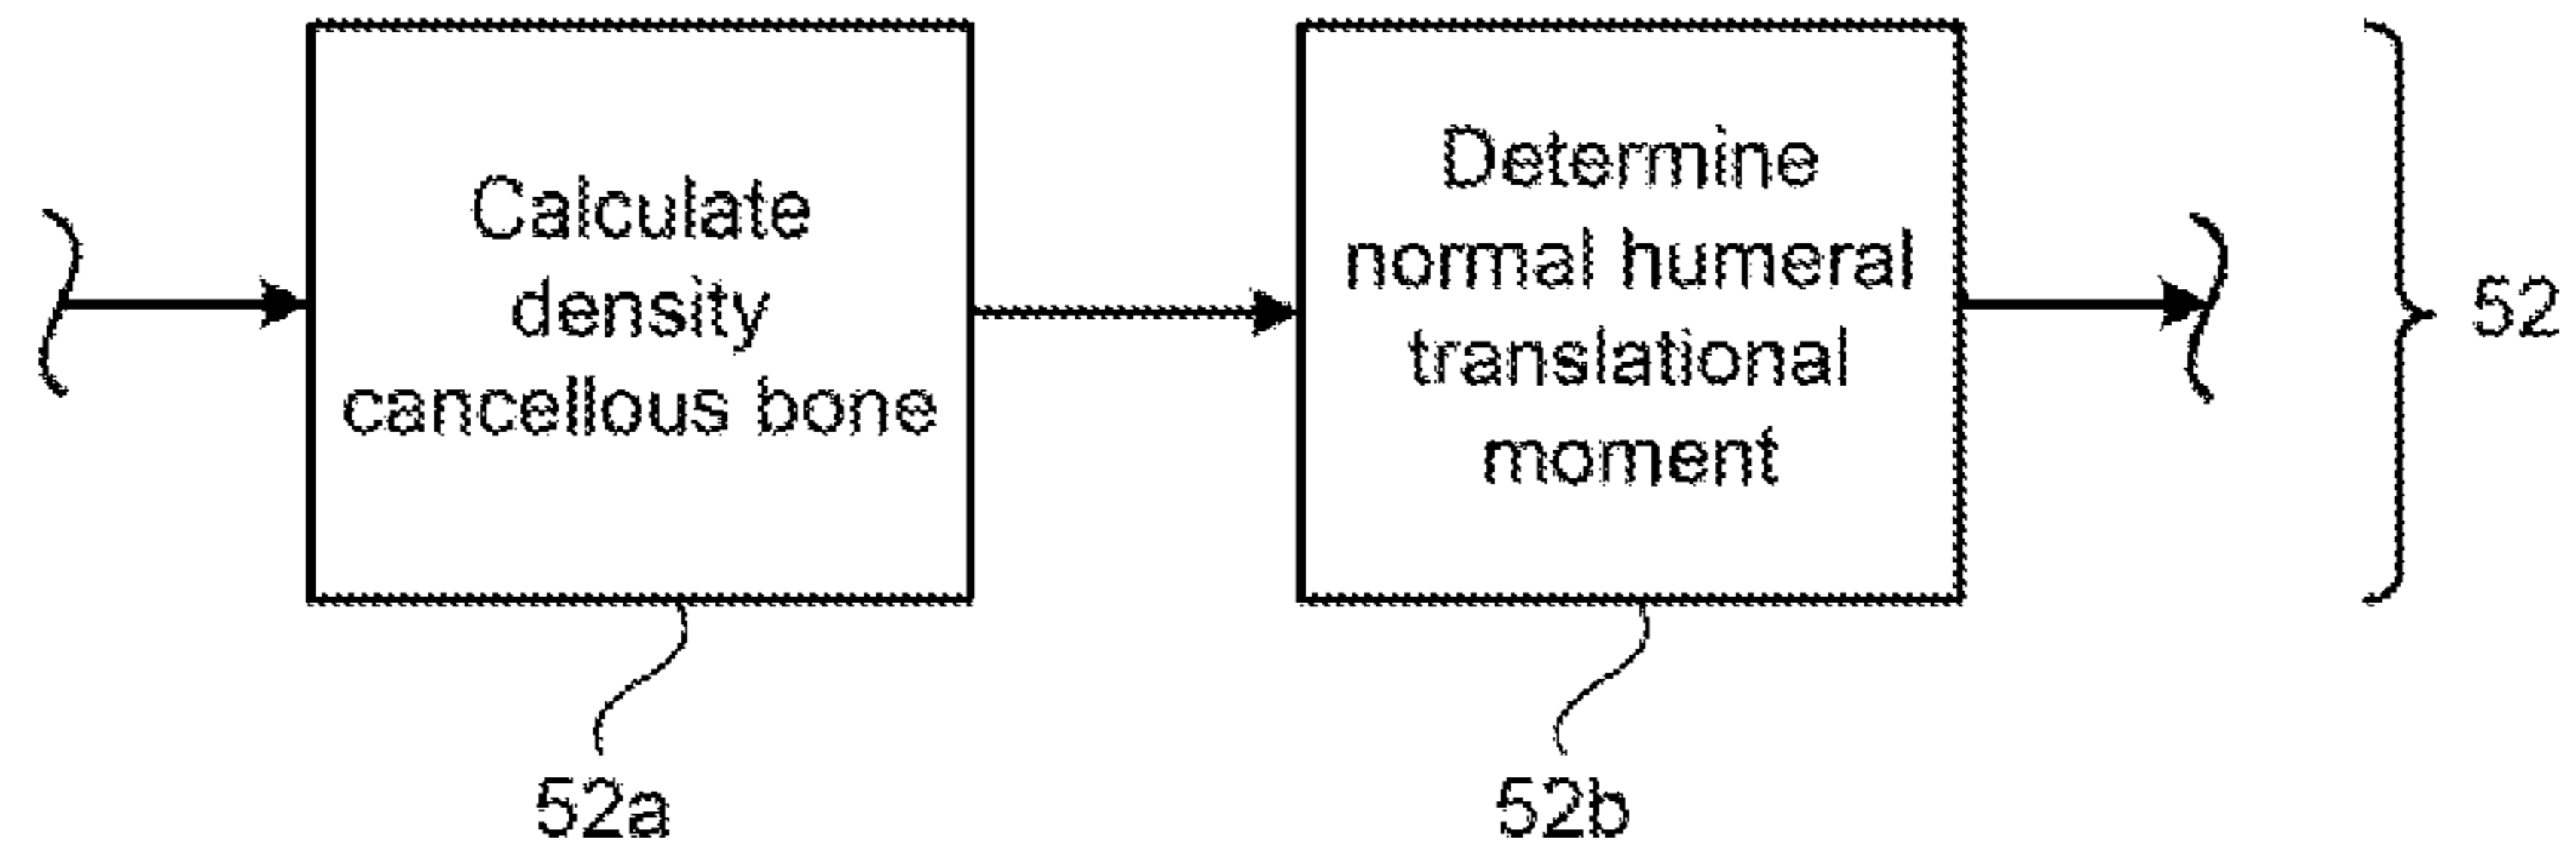 Calculate
density
cancellous bone
Determine
normal humeral
translational
moment
52
52a
52b